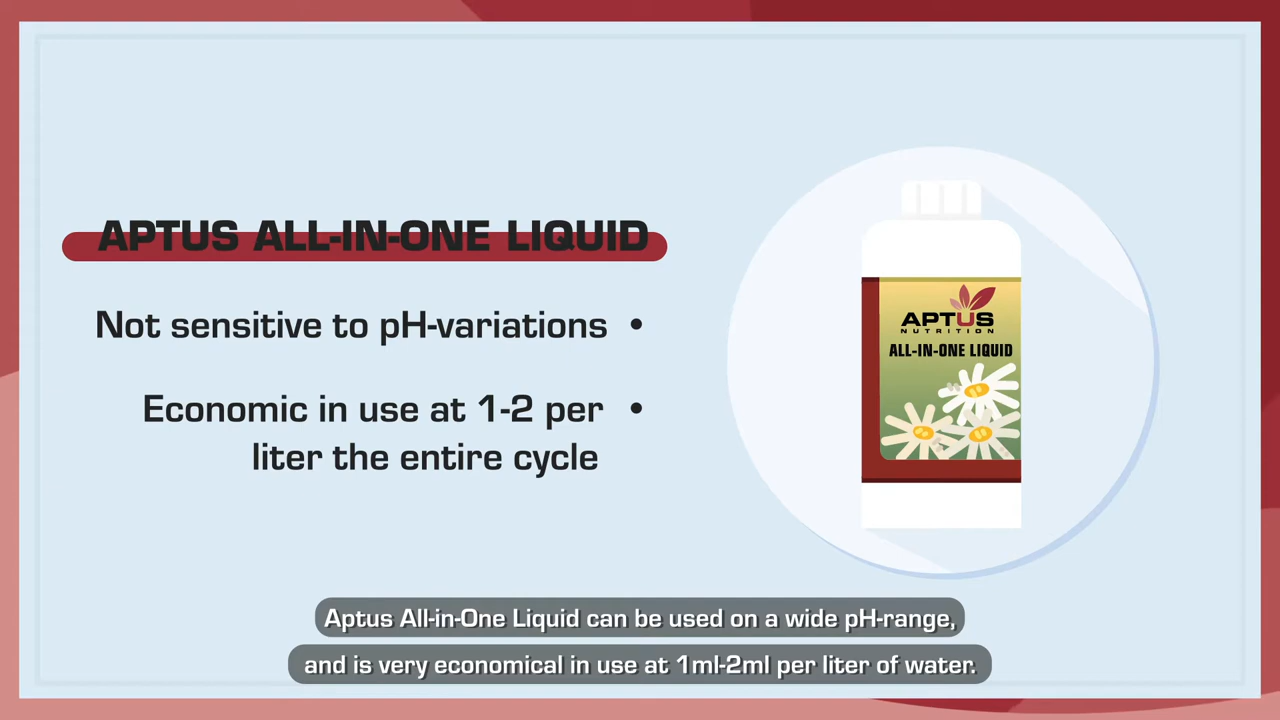 APTUS ALL-IN-ONE LIQUID
Not sensitive to pH-variations •
Economic in use at 1-2 per •
liter the entire cycle
APTUS
NUTRITION
ALL-IN-ONE LIQUID
Aptus All-in-One Liquid can be used on a wide pH-range,
and is very economical in use at 1ml-2ml per liter of water.